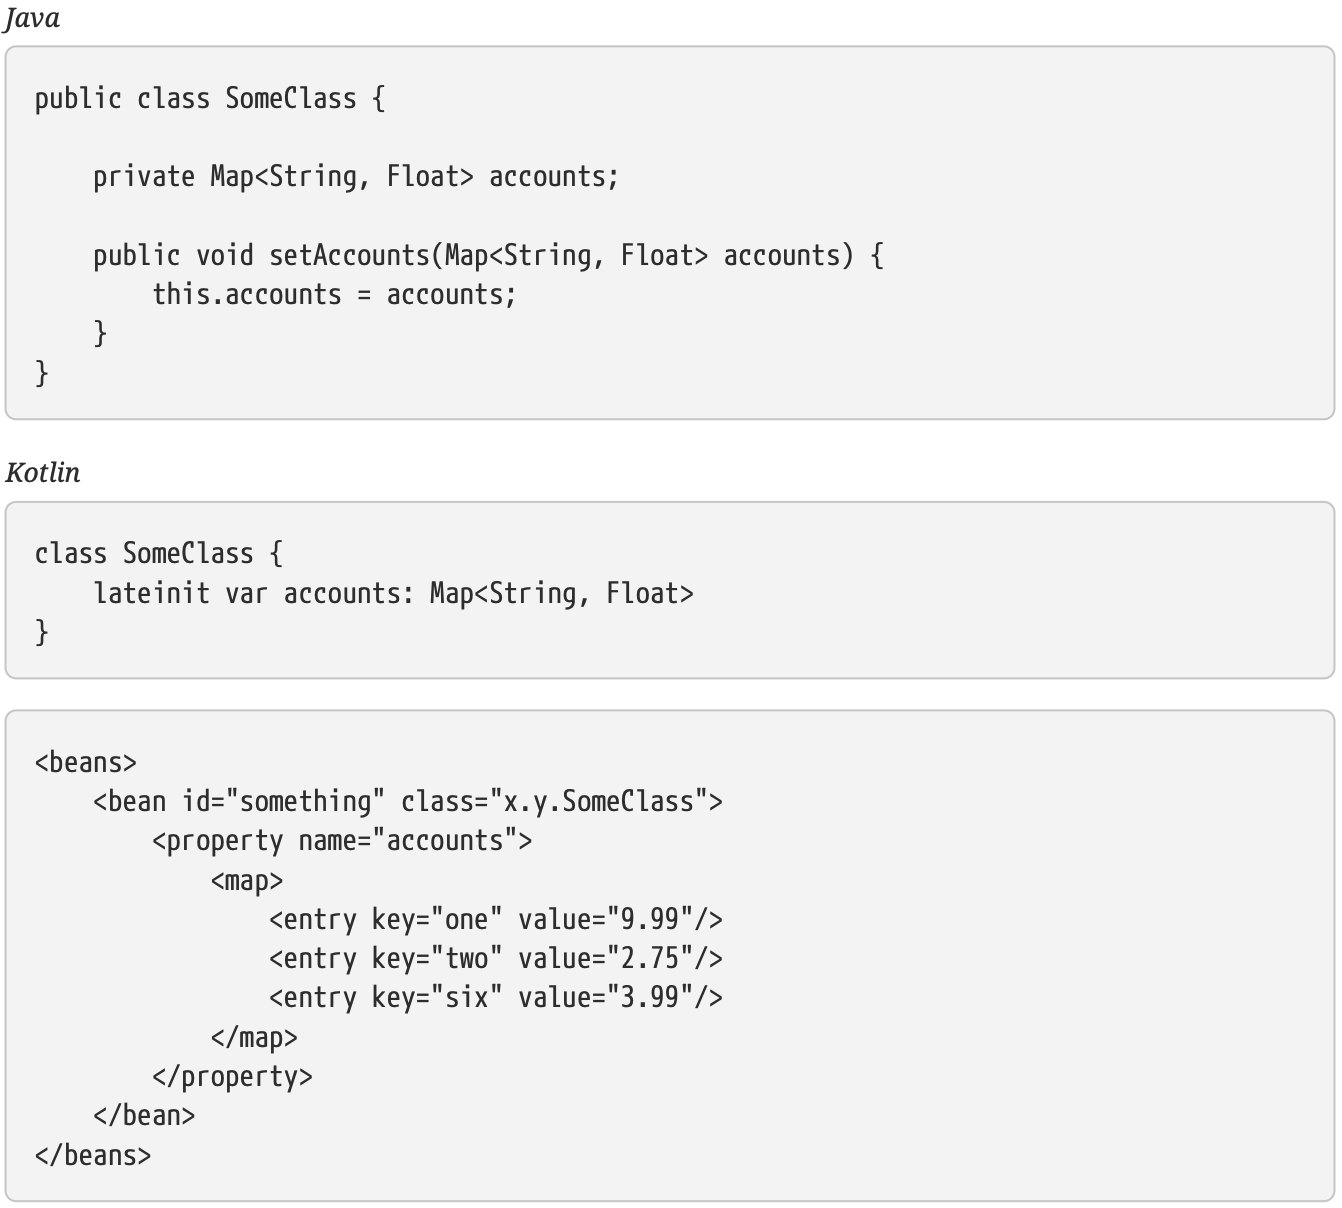 Java
public class SomeClass {
    private Map<String, Float> accounts;
    public void setAccounts(Map<String, Float> accounts) {
        this.accounts = accounts;
    }
}
Kotlin
class SomeClass {
    lateinit var accounts: Map<String, Float>
}
<beans>
    <bean id="something" class="x.y.SomeClass">
        <property name="accounts">
            <map>
                <entry key="one" value="9.99"/>
                <entry key="two" value="2.75"/>
                <entry key="six" value="3.99"/>
            </map>
        </property>
    </bean>
</beans>